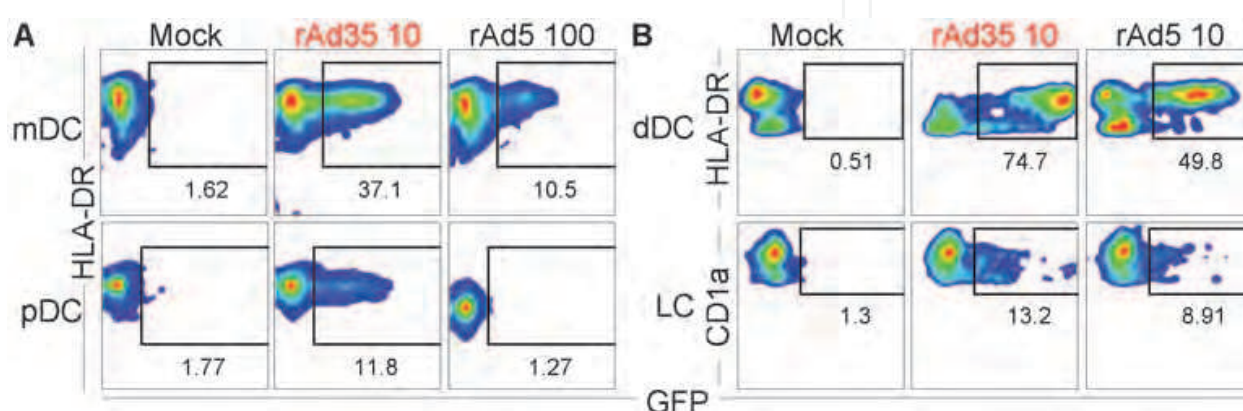 A Mock rAd35 10 rAd5 100 B Mock rAd35 10 rAd5 10
mDC
HLA-DR
1.62 37.1 10.5
pDC
1.77 11.8 1.27
dDC
HLA-DR
0.51 74.7 49.8
LC
CD1a
1.3 13.2 8.91
GFP